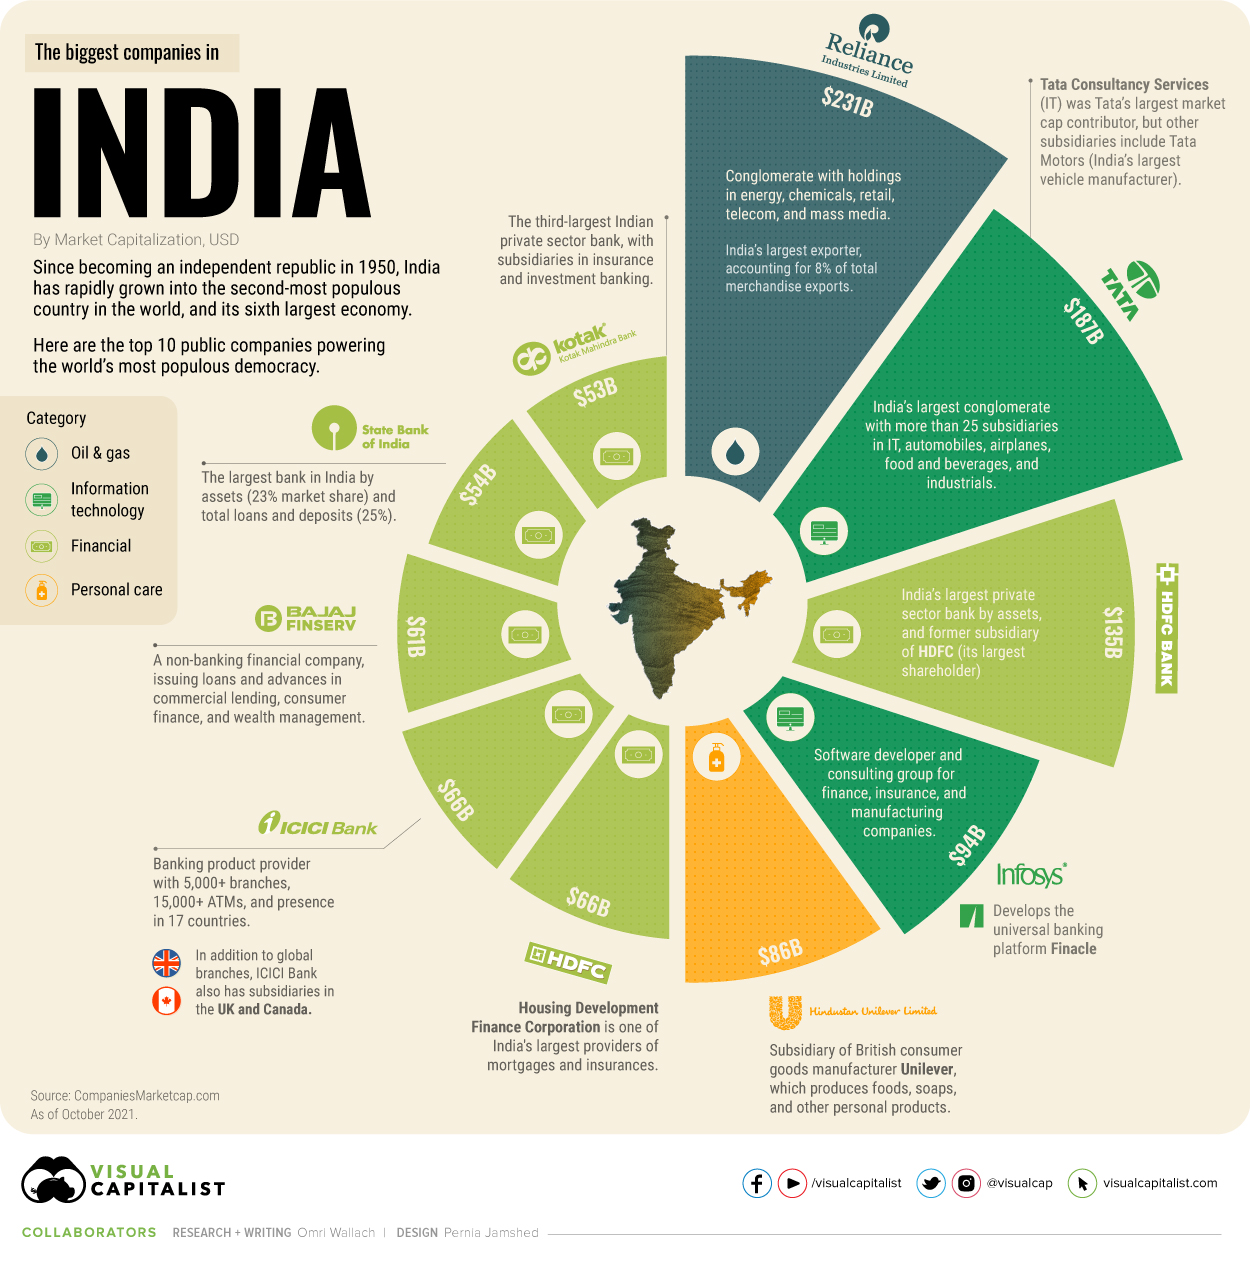 The biggest companies in
INDIA
By Market Capitalization, USD
Since becoming an independent republic in 1950, India
has rapidly grown into the second-most populous
country in the world, and its sixth largest economy.
Here are the top 10 public companies powering
the world's most populous democracy.
Category
Oil & gas
Information
technology
Financial
Personal care
Reliance
Industries Limited
$231B
Conglomerate with holdings
in energy, chemicals, retail,
telecom, and mass media.
India's largest exporter,
accounting for 8% of total
merchandise exports.
Tata Consultancy Services
(IT) was Tata's largest market
cap contributor, but other
subsidiaries include Tata
Motors (India's largest
vehicle manufacturer).
TATA
$187B
India's largest conglomerate
with more than 25 subsidiaries
in IT, automobiles, airplanes,
food and beverages, and
industrials.
HDFC BANK
$135B
India's largest private
sector bank by assets,
and former subsidiary
of HDFC (its largest
shareholder)
Software developer and
consulting group for
finance, insurance, and
manufacturing
companies.
$94B
Infosys®
Develops the
universal banking
platform Finacle
$86B
Hindustan Unilever Limited
Subsidiary of British consumer
goods manufacturer Unilever,
which produces foods, soaps,
and other personal products.
$66B
HDFC
Housing Development
Finance Corporation is one of
India's largest providers of
mortgages and insurances.
$66B
ICICI Bank
Banking product provider
with 5,000+ branches,
15,000+ ATMs, and presence
in 17 countries.
In addition to global
branches, ICICI Bank
also has subsidiaries in
the UK and Canada.
$61B
BAJAJ
FINSERV
A non-banking financial company,
issuing loans and advances in
commercial lending, consumer
finance, and wealth management.
$54B
State Bank
of India
The largest bank in India by
assets (23% market share) and
total loans and deposits (25%).
$53B
kotak®
Kotak Mahindra Bank
The third-largest Indian
private sector bank, with
subsidiaries in insurance
and investment banking.
Source: CompaniesMarketcap.com
As of October 2021.
VISUAL
CAPITALIST
/visualcapitalist
@visualcap
visualcapitalist.com
COLLABORATORS RESEARCH + WRITING Omri Wallach | DESIGN Pernia Jamshed